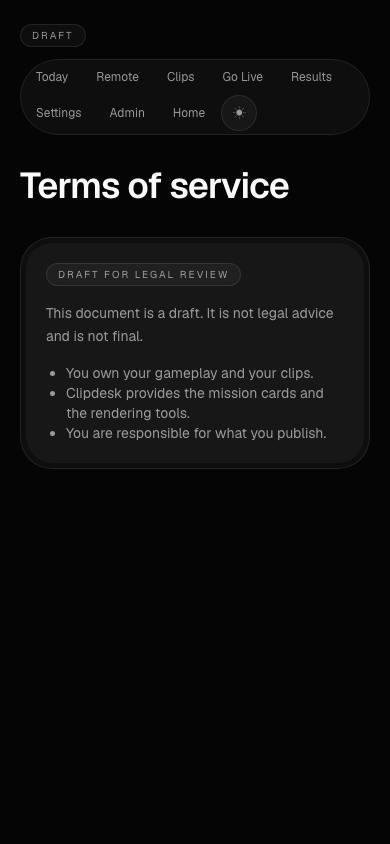 DRAFT
Today Remote Clips Go Live Results
Settings Admin Home
Terms of service
DRAFT FOR LEGAL REVIEW
This document is a draft. It is not legal advice
and is not final.
• You own your gameplay and your clips.
• Clipdesk provides the mission cards and
the rendering tools.
• You are responsible for what you publish.